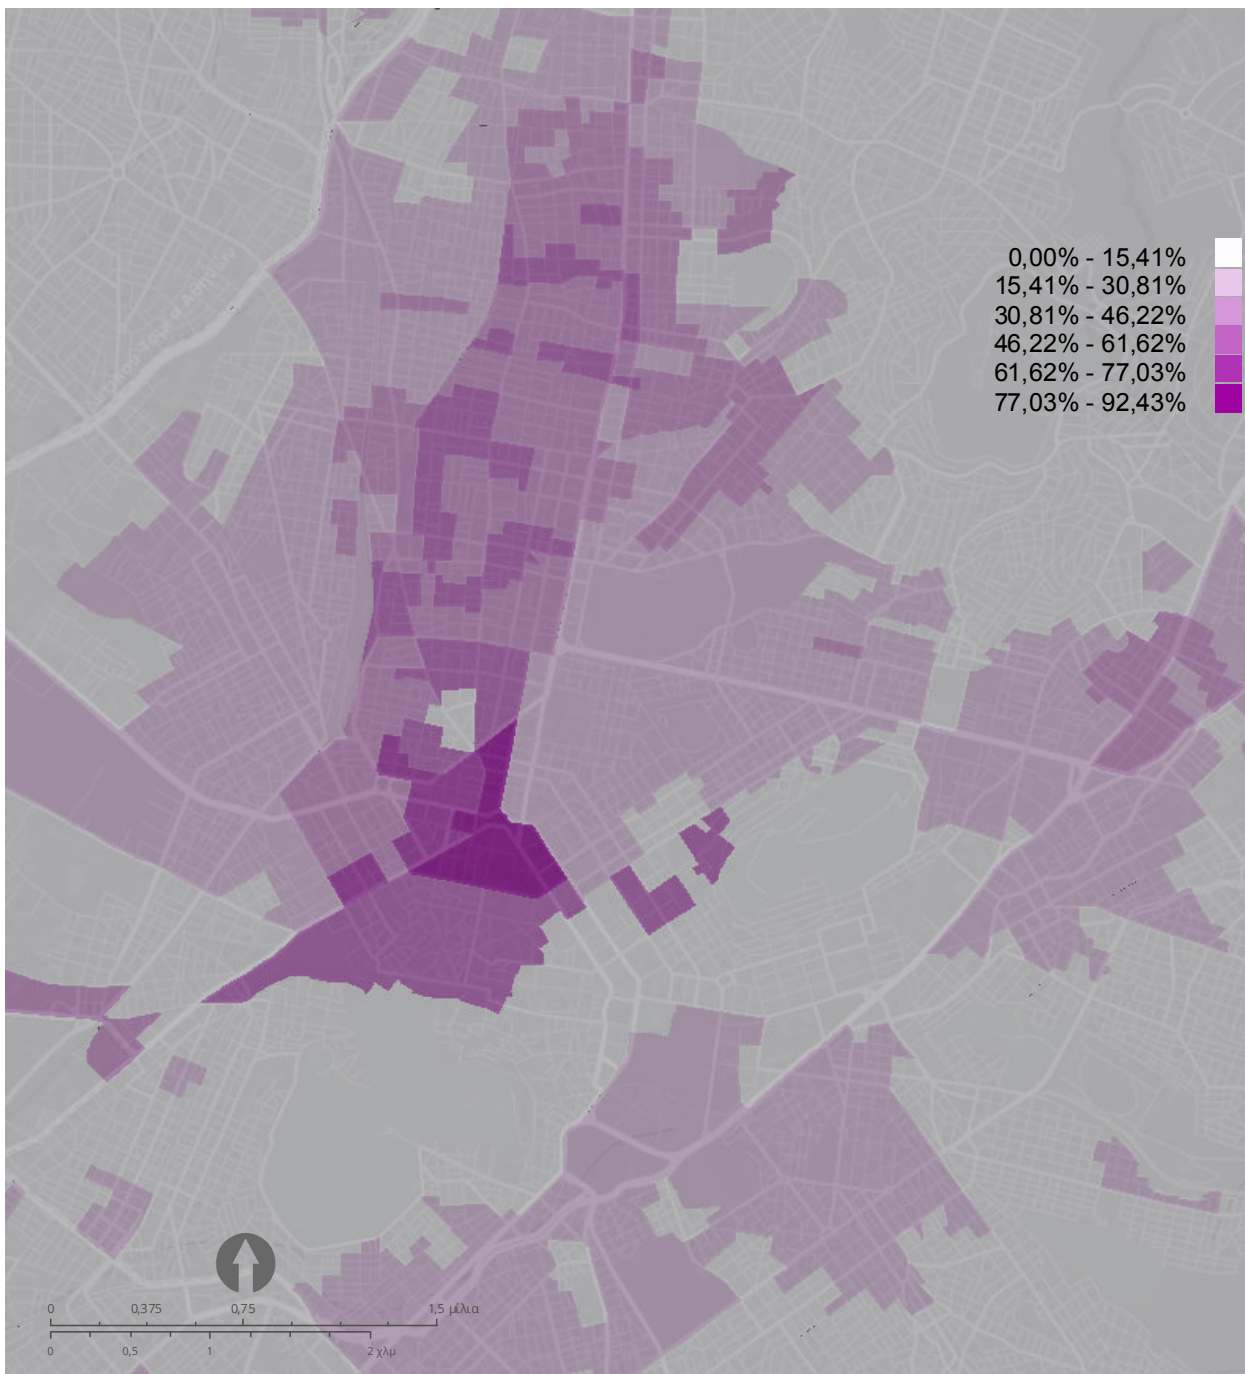 0,00% - 15,41%
15,41% - 30,81%
30,81% - 46,22%
46,22% - 61,62%
61,62% - 77,03%
77,03% - 92,43%
0 0,375 0,75 1,5 μίλια
0 0,5 1 2 χλμ